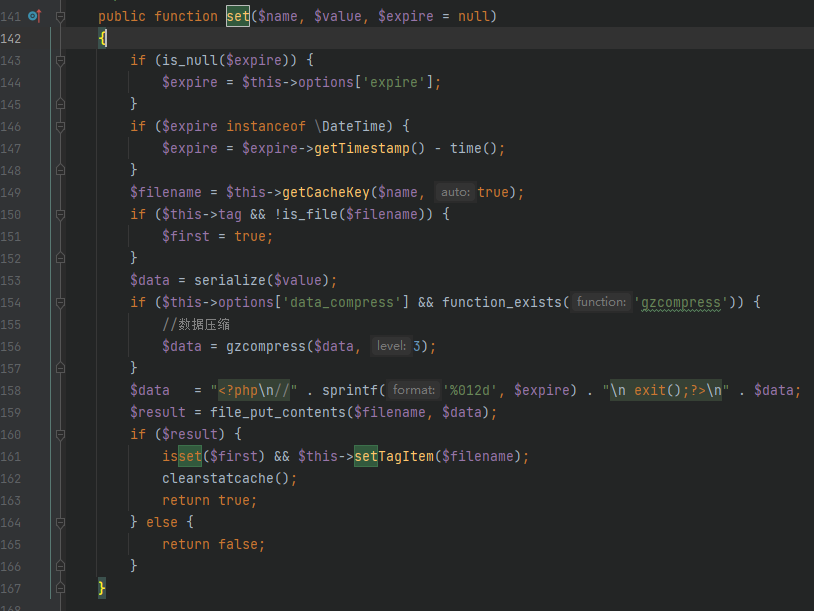 141 public function set($name, $value, $expire = null)
142 {
143 if (is_null($expire)) {
144 $expire = $this->options['expire'];
145 }
146 if ($expire instanceof \DateTime) {
147 $expire = $expire->getTimestamp() - time();
148 }
149 $filename = $this->getCacheKey($name, auto: true);
150 if ($this->tag && !is_file($filename)) {
151 $first = true;
152 }
153 $data = serialize($value);
154 if ($this->options['data_compress'] && function_exists( function: 'gzcompress')) {
155 //数据压缩
156 $data = gzcompress($data, level: 3);
157 }
158 $data   = "<?php\n//" . sprintf( format: '%012d', $expire) . "\n exit();?>\n" . $data;
159 $result = file_put_contents($filename, $data);
160 if ($result) {
161 isset($first) && $this->setTagItem($filename);
162 clearstatcache();
163 return true;
164 } else {
165 return false;
166 }
167 }
168